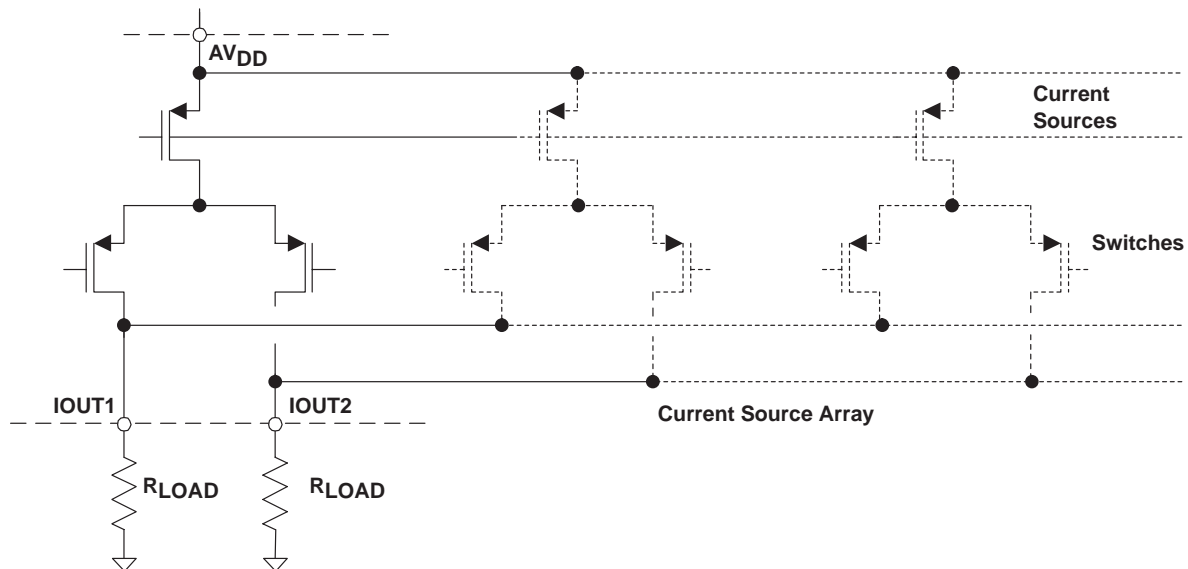 AVDD
Current
Sources
Switches
IOUT1
IOUT2
Current Source Array
RLOAD
RLOAD